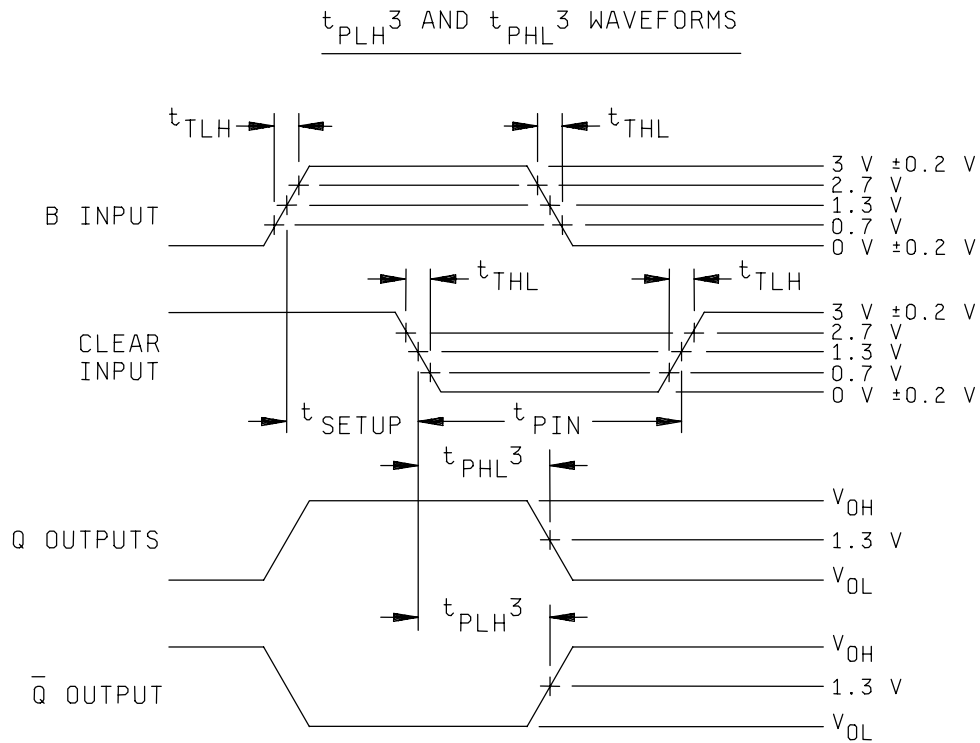 tPLH3 AND tPHL3 WAVEFORMS
tTLH
tTHL
B INPUT
3 V ±0.2 V
2.7 V
1.3 V
0.7 V
0 V ±0.2 V
tTHL
tTLH
CLEAR
INPUT
3 V ±0.2 V
2.7 V
1.3 V
0.7 V
0 V ±0.2 V
tSETUP
tPIN
tPHL3
Q OUTPUTS
VOH
1.3 V
VOL
tPLH3
Q̅ OUTPUT
VOH
1.3 V
VOL